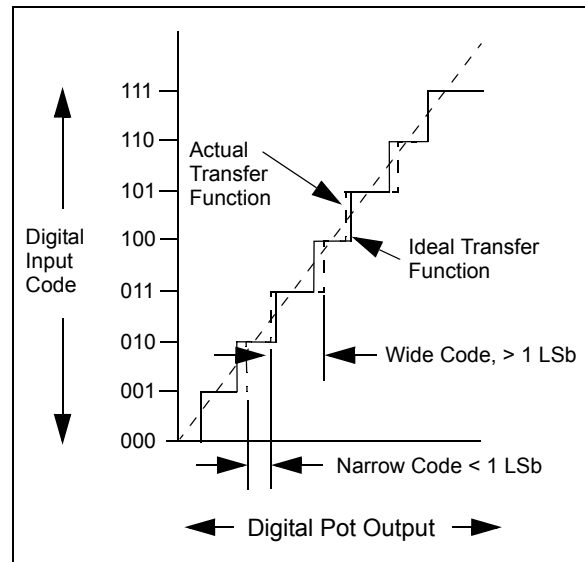 111
110
Actual
Transfer
Function
101
Digital
Input
Code
100
Ideal Transfer
Function
011
010
Wide Code, > 1 LSb
001
000
Narrow Code < 1 LSb
Digital Pot Output